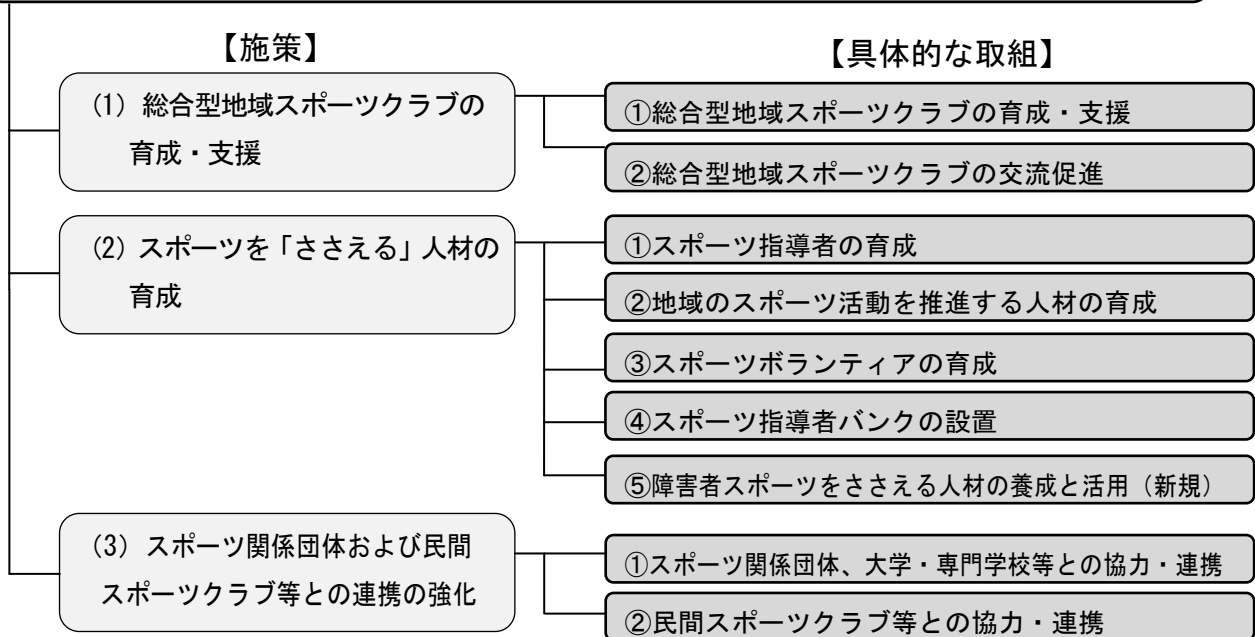 【施策】
【具体的な取組】
(1) 総合型地域スポーツクラブの
育成・支援
①総合型地域スポーツクラブの育成・支援
②総合型地域スポーツクラブの交流促進
(2) スポーツを「ささえる」人材の
育成
①スポーツ指導者の育成
②地域のスポーツ活動を推進する人材の育成
③スポーツボランティアの育成
④スポーツ指導者バンクの設置
⑤障害者スポーツをささえる人材の養成と活用（新規）
(3) スポーツ関係団体および民間
スポーツクラブ等との連携の強化
①スポーツ関係団体、大学・専門学校等との協力・連携
②民間スポーツクラブ等との協力・連携